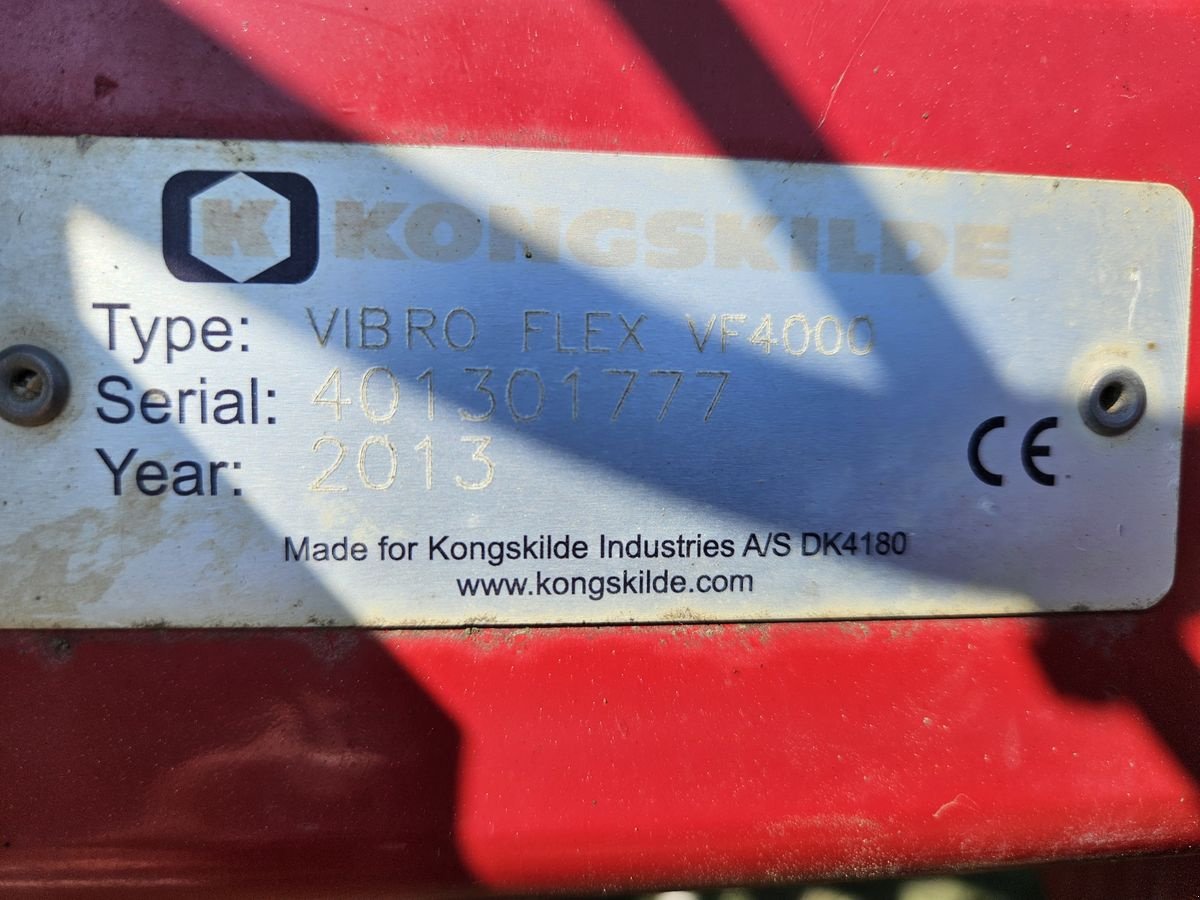 K KONGSKILDE
Type: VIBRO FLEX VF4000
Serial: 401301777
Year: 2013
CE
Made for Kongskilde Industries A/S DK4180
www.kongskilde.com